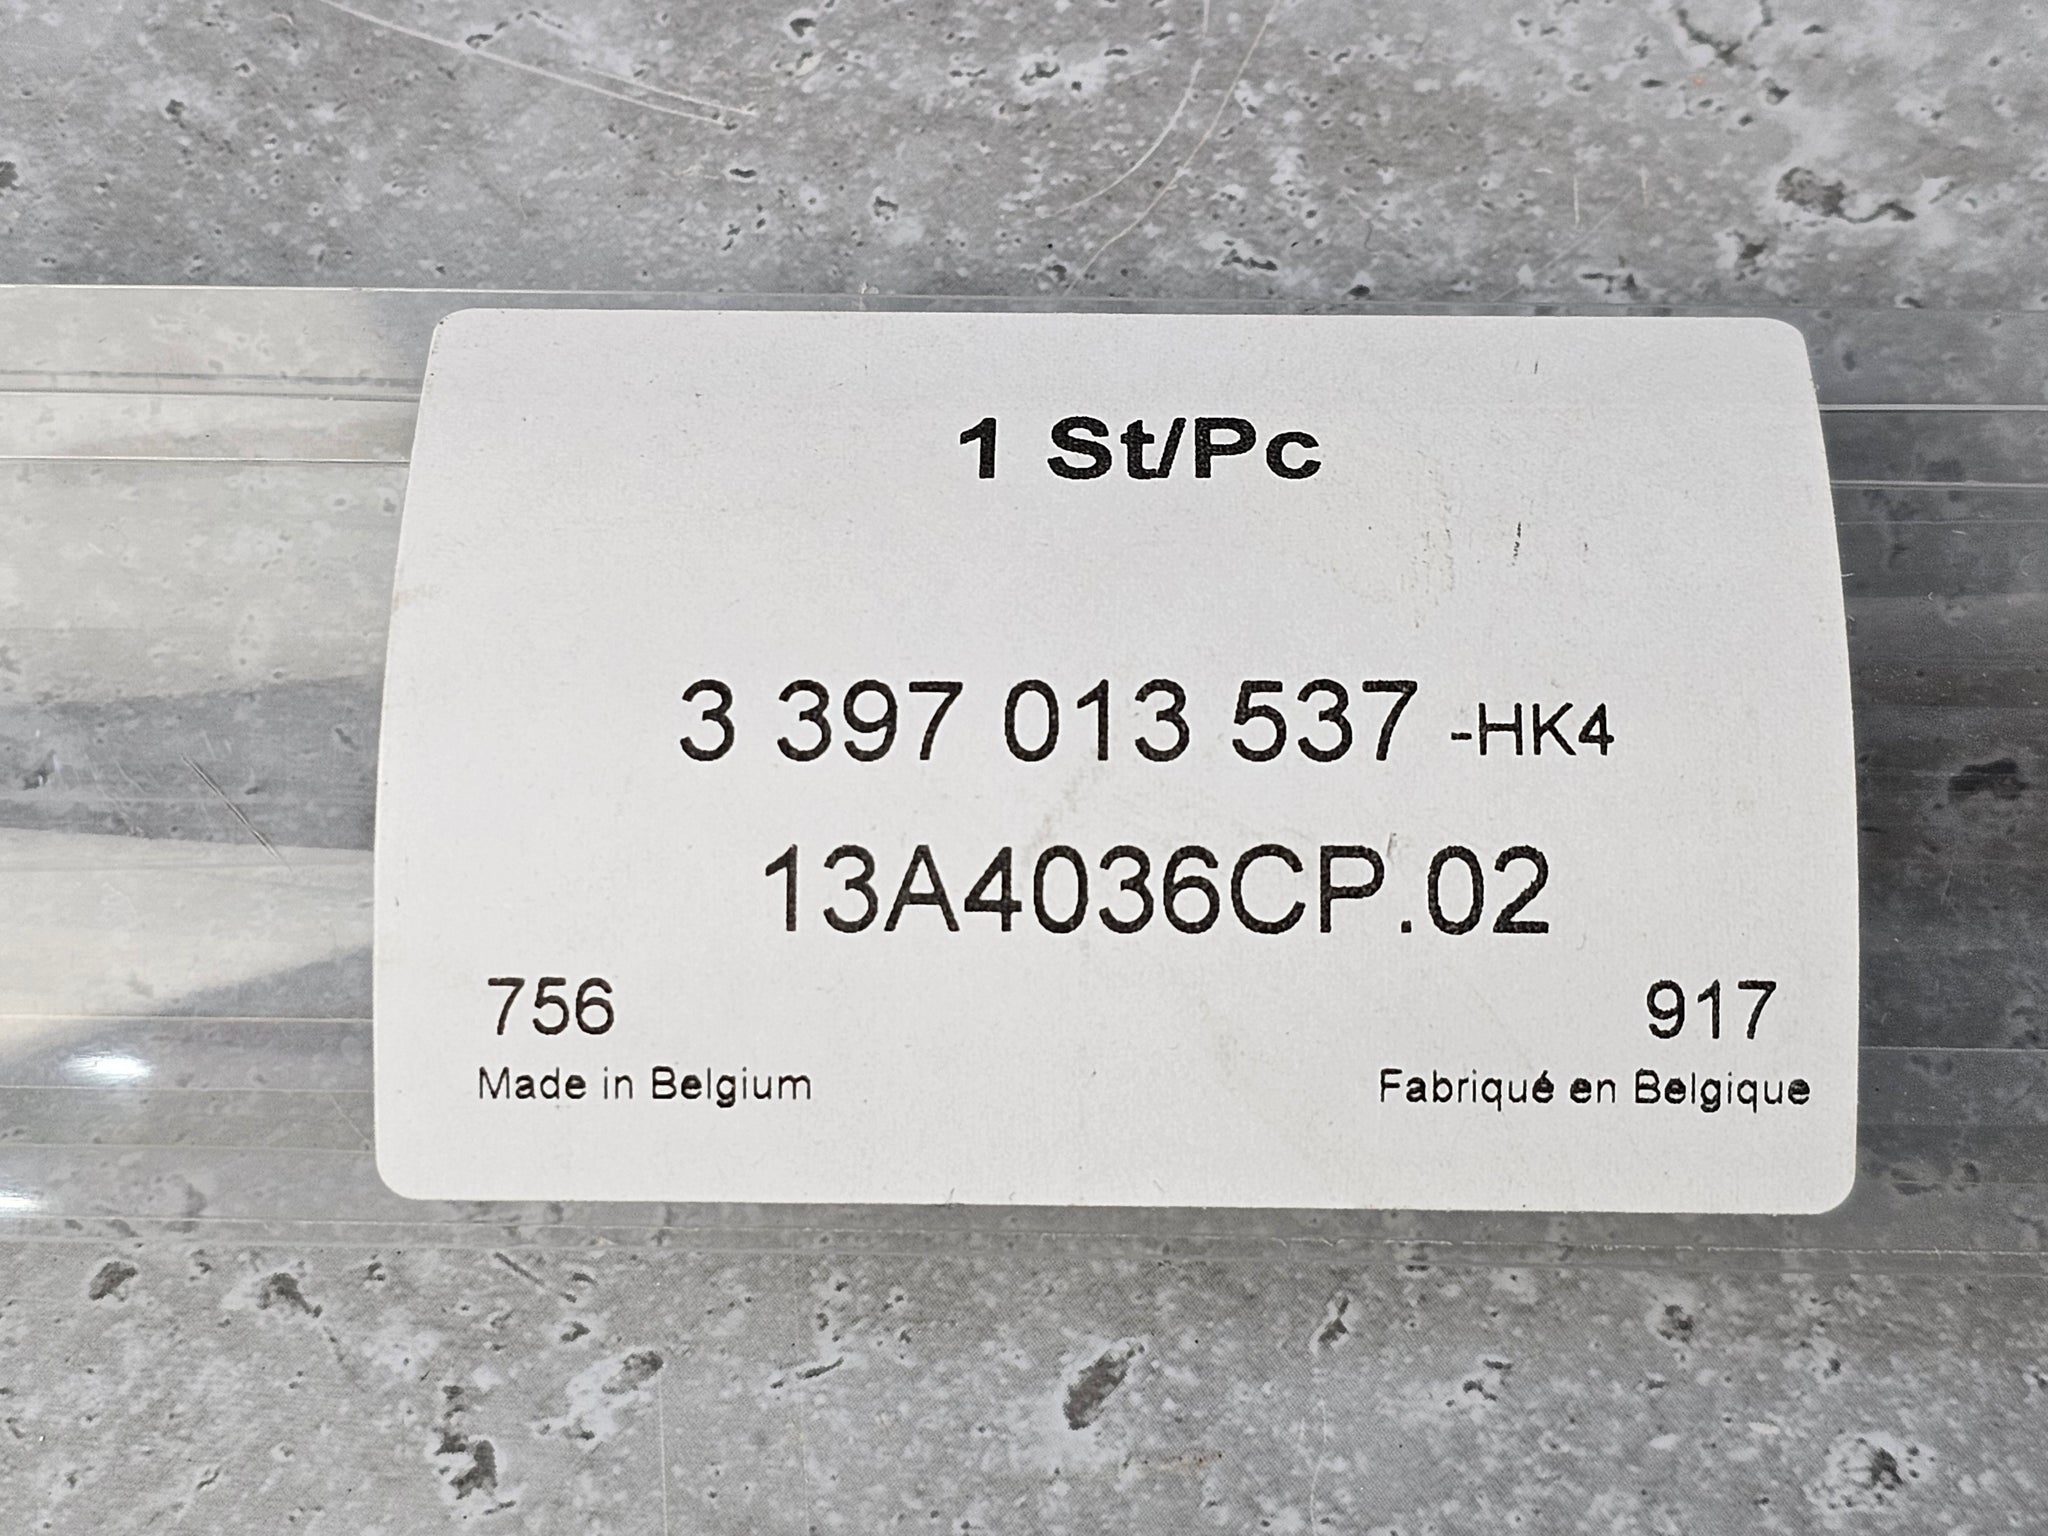 1 St/Pc
3 397 013 537 -HK4
13A4036CP.02
756 917
Made in Belgium Fabriqué en Belgique